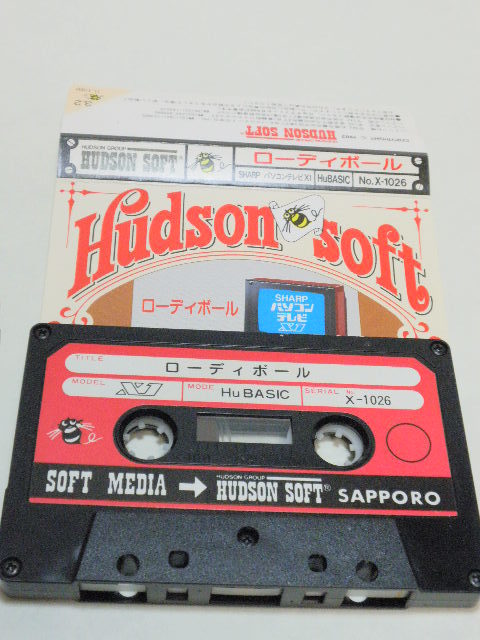 HUDSON SOFT
HUDSON GROUP
HUDSON SOFT®
ローディボール
SHARP パソコンテレビX1
HuBASIC
No.X-1026
Hudson soft
ローディボール
SHARP
パソコン
テレビ
X1
TITLE
ローディボール
MODEL
X1
MODE
HuBASIC
SERIAL No.
X-1026
SOFT MEDIA → HUDSON GROUP
HUDSON SOFT® SAPPORO